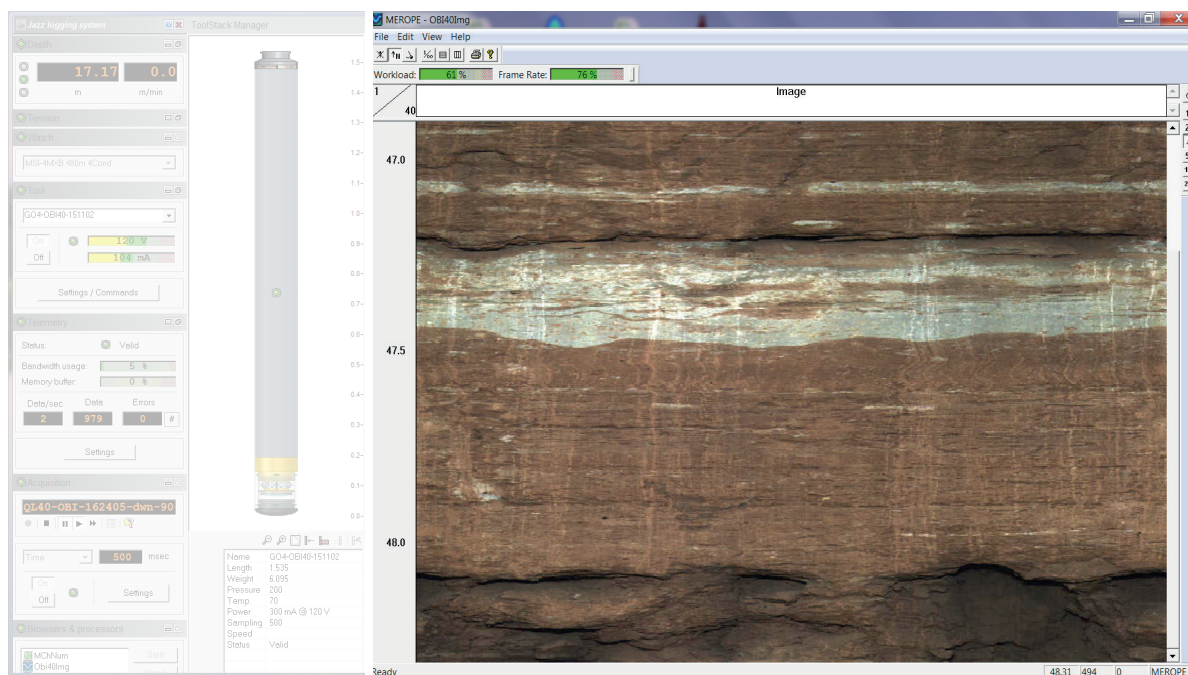 Jazz logging system
Depth
17.17 0.0
m m/min
Tension
Winch
MSI-4MXB 480m 4Cond
Tool
GO4-OBI40-151102
On
Off
120 V
104 mA
Settings / Commands
Telemetry
Status: Valid
Bandwidth usage: 5 %
Memory buffer: 0 %
Data/sec Data Errors
2 979 0 #
Settings
Acquisition
QL40-OBI-162405-dwn-90
Time 500 msec
On
Off
Settings
Browsers & processors
MChNum
Obi40Img
Start
ToolStack Manager
1.5-
1.4-
1.3-
1.2-
1.1-
1.0-
0.9-
0.8-
0.7-
0.6-
0.5-
0.4-
0.3-
0.2-
0.1-
0.0-
Name GO4-OBI40-151102
Length 1.535
Weight 6.095
Pressure 200
Temp. 70
Power 300 mA @ 120 V
Sampling 500
Speed
Status Valid
MEROPE - OBI40Img
File Edit View Help
Workload: 61 % Frame Rate: 76 %
1 Image
40
47.0
47.5
48.0
Ready 48.31 494 0 MEROPE